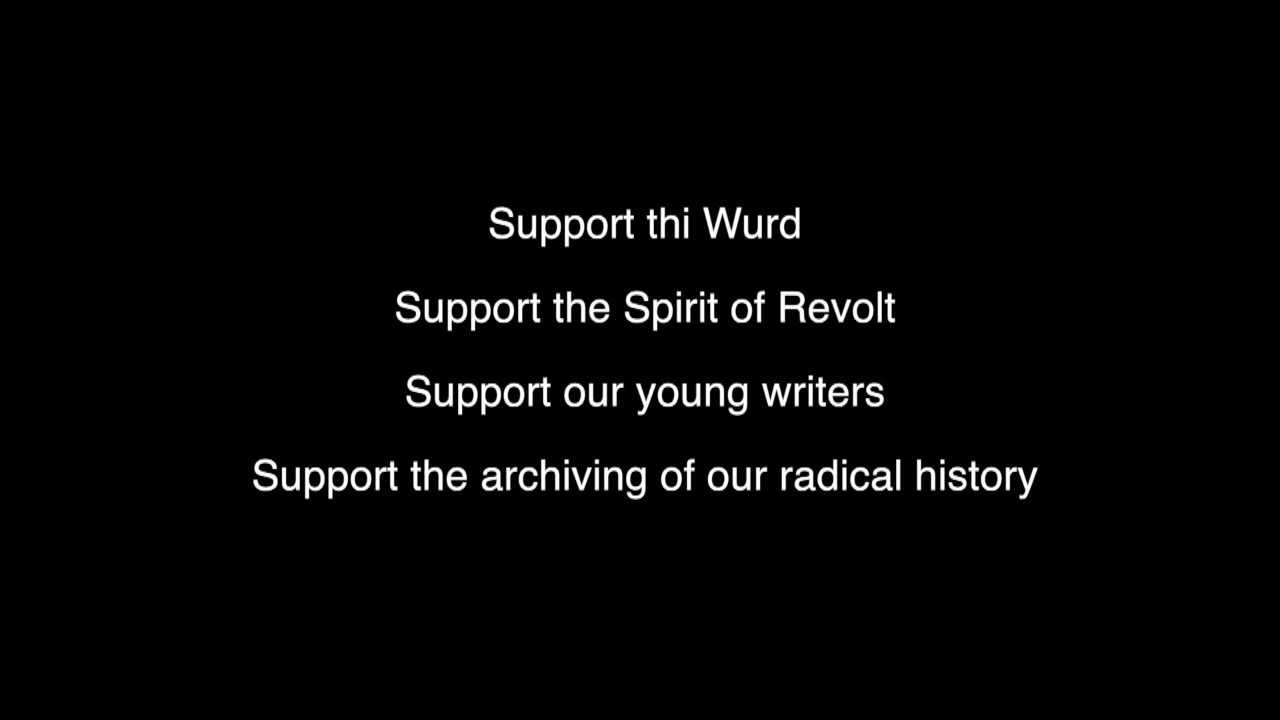 Support thi Wurd
Support the Spirit of Revolt
Support our young writers
Support the archiving of our radical history